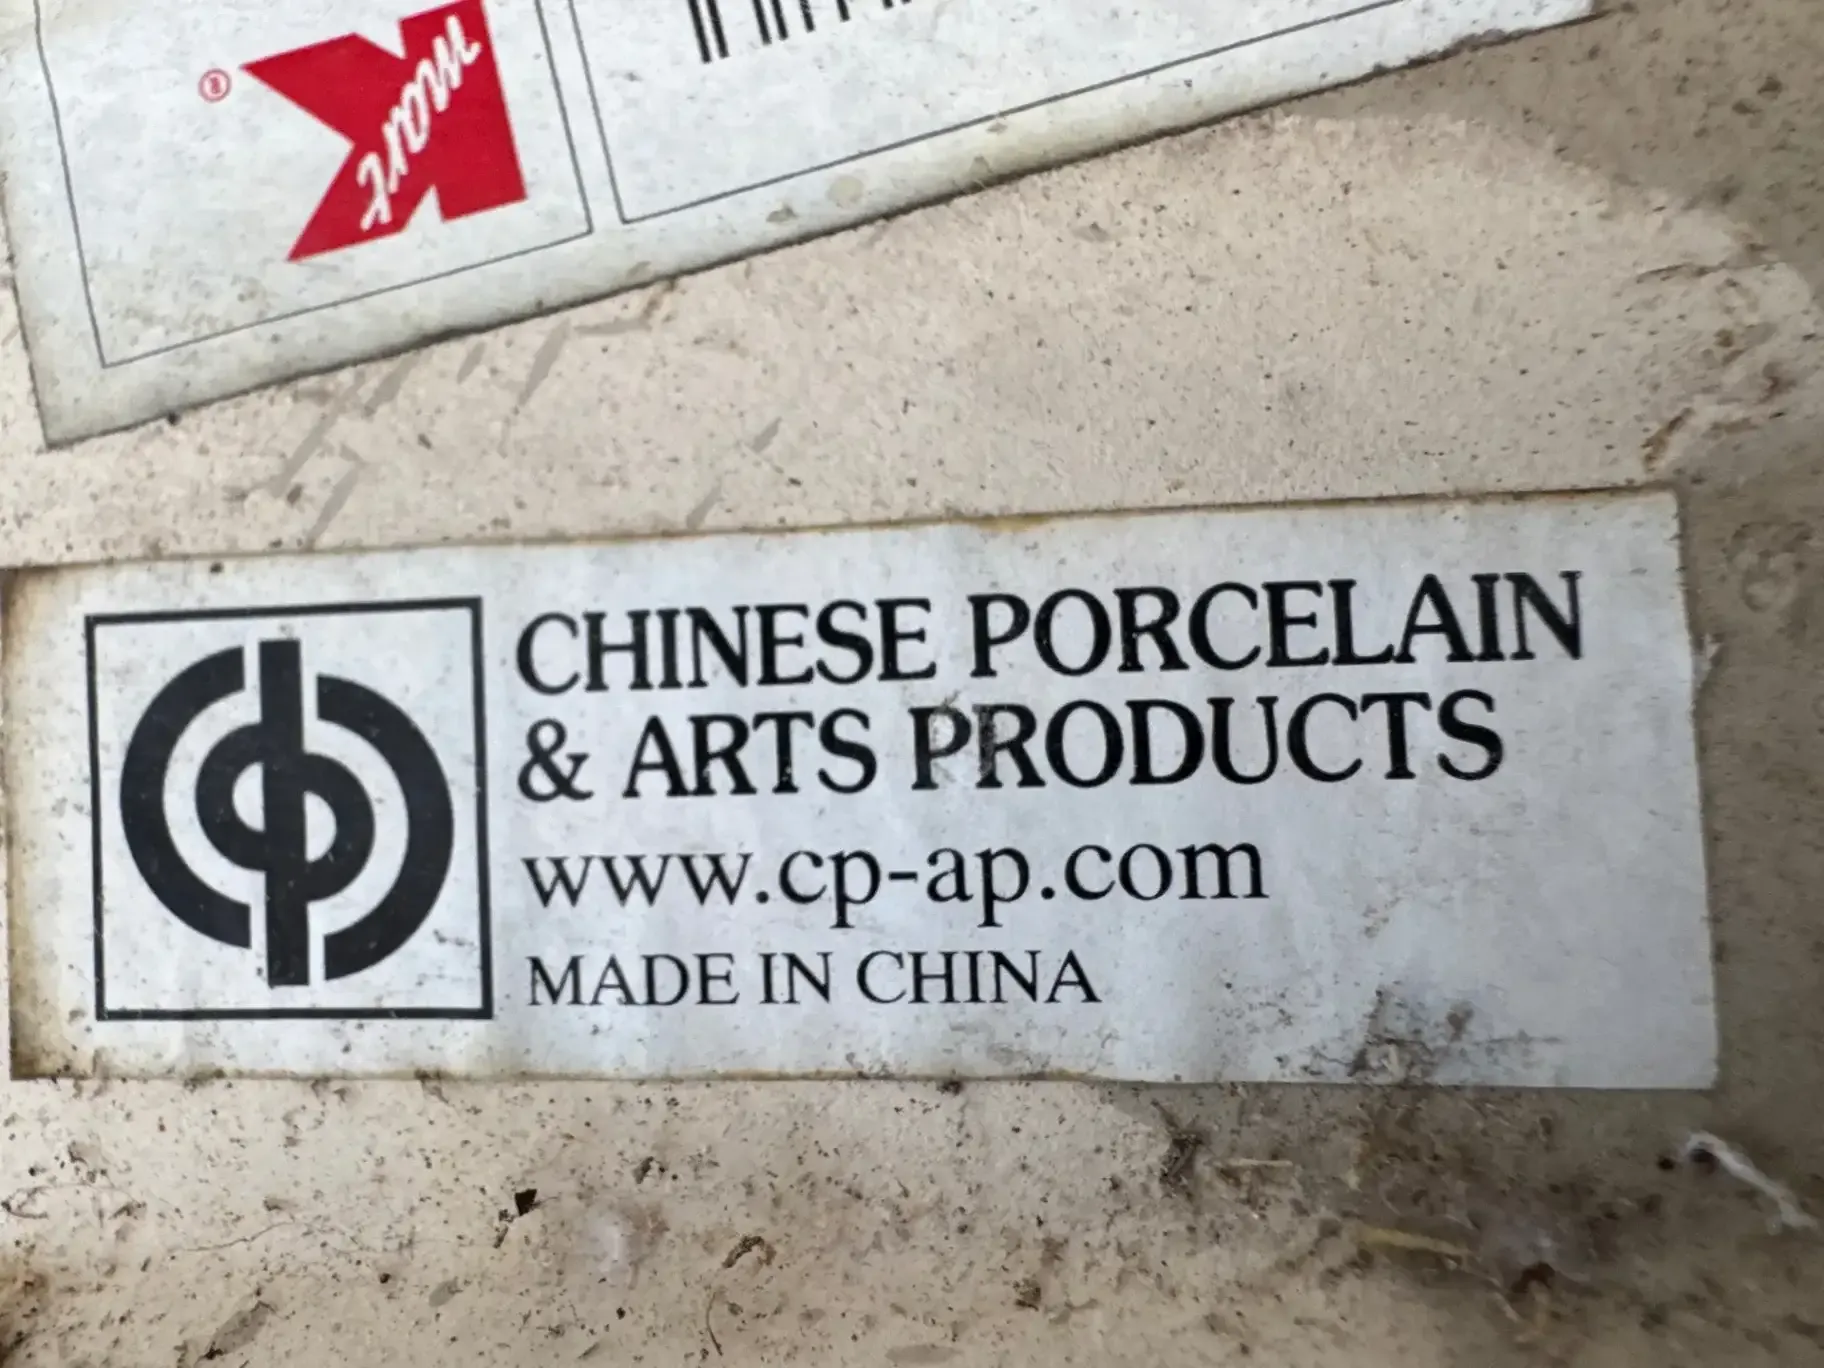 Kmart®
CHINESE PORCELAIN
& ARTS PRODUCTS
www.cp-ap.com
MADE IN CHINA